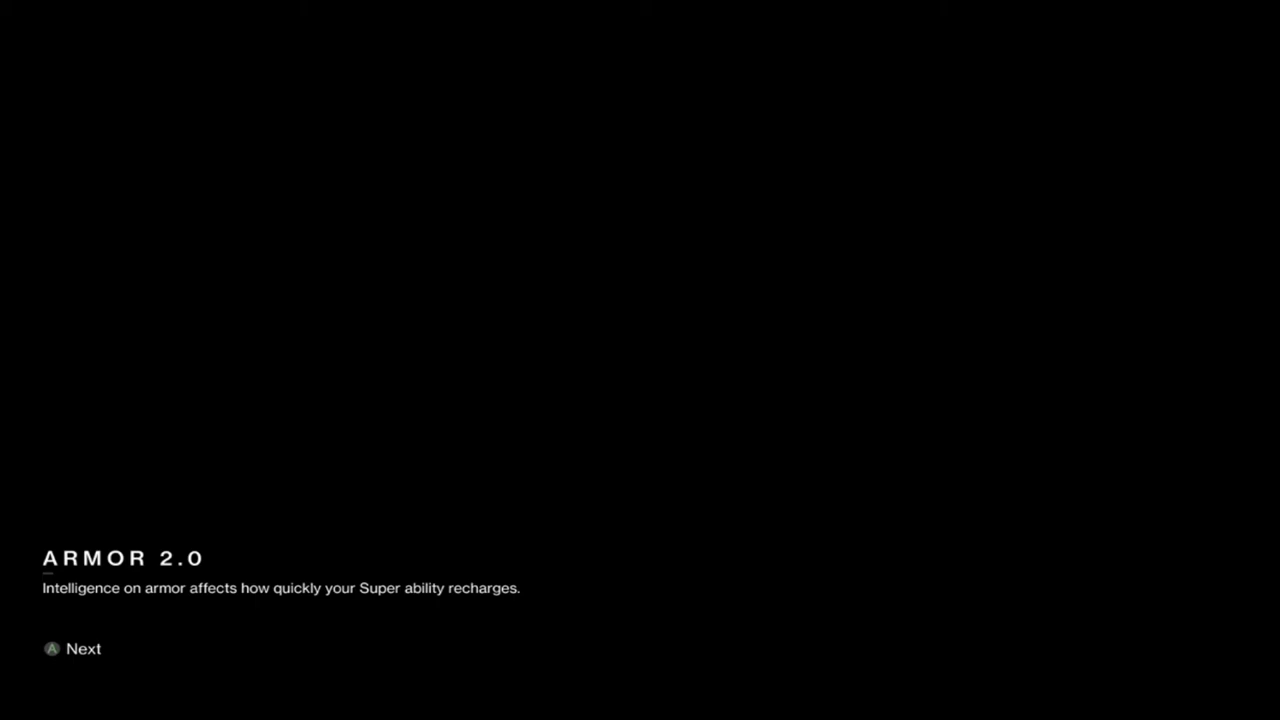 ARMOR 2.0
Intelligence on armor affects how quickly your Super ability recharges.
A Next